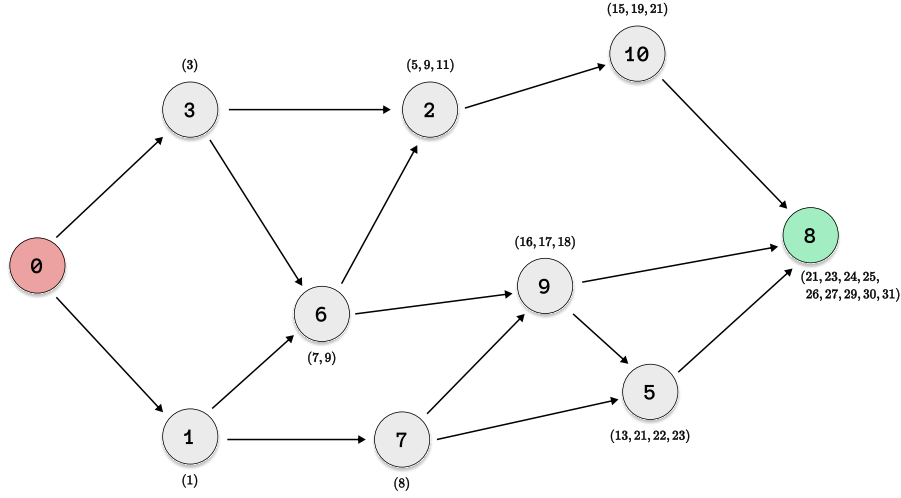 (15, 19, 21)
10
(3)
(5, 9, 11)
3
2
8
(16, 17, 18)
0
9
(21, 23, 24, 25,
26, 27, 29, 30, 31)
6
(7, 9)
5
1
7
(13, 21, 22, 23)
(1)
(8)